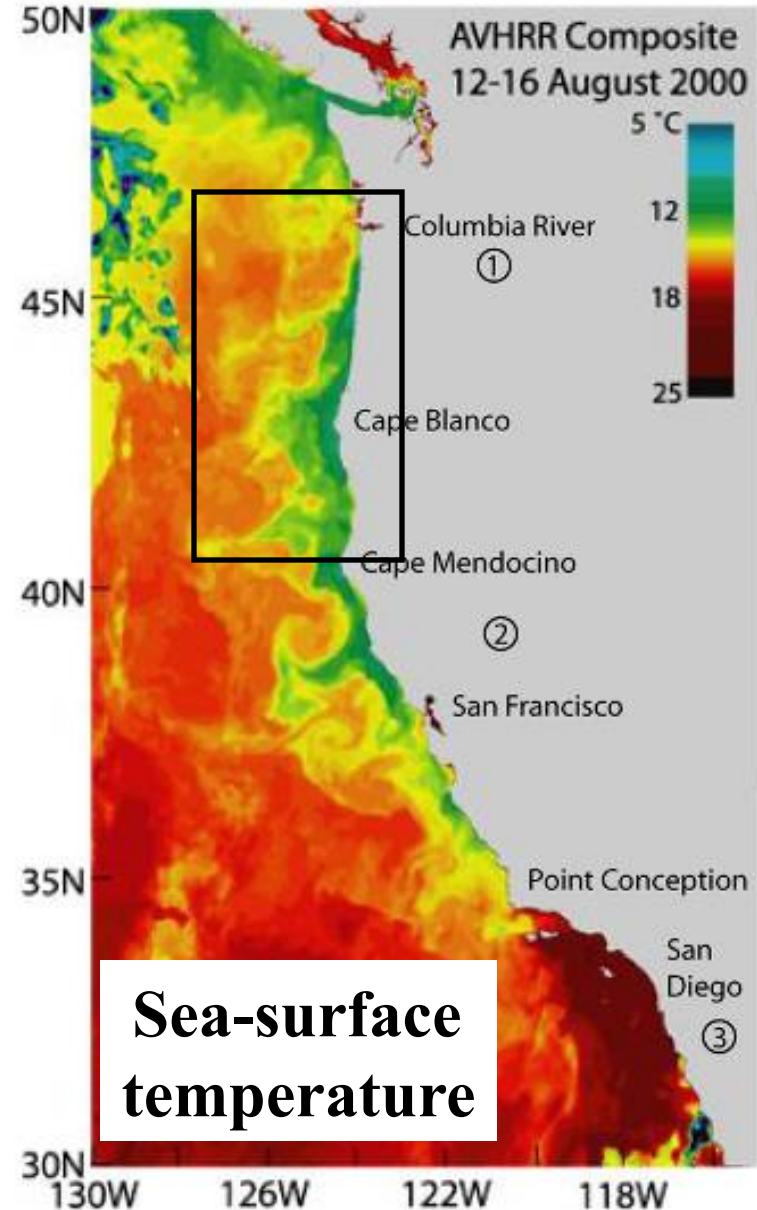 50N
AVHRR Composite
12-16 August 2000
5 °C
12
18
25
Columbia River
①
45N
Cape Blanco
Cape Mendocino
40N
②
San Francisco
35N
Point Conception
San
Diego
③
Sea-surface
temperature
30N
130W 126W 122W 118W